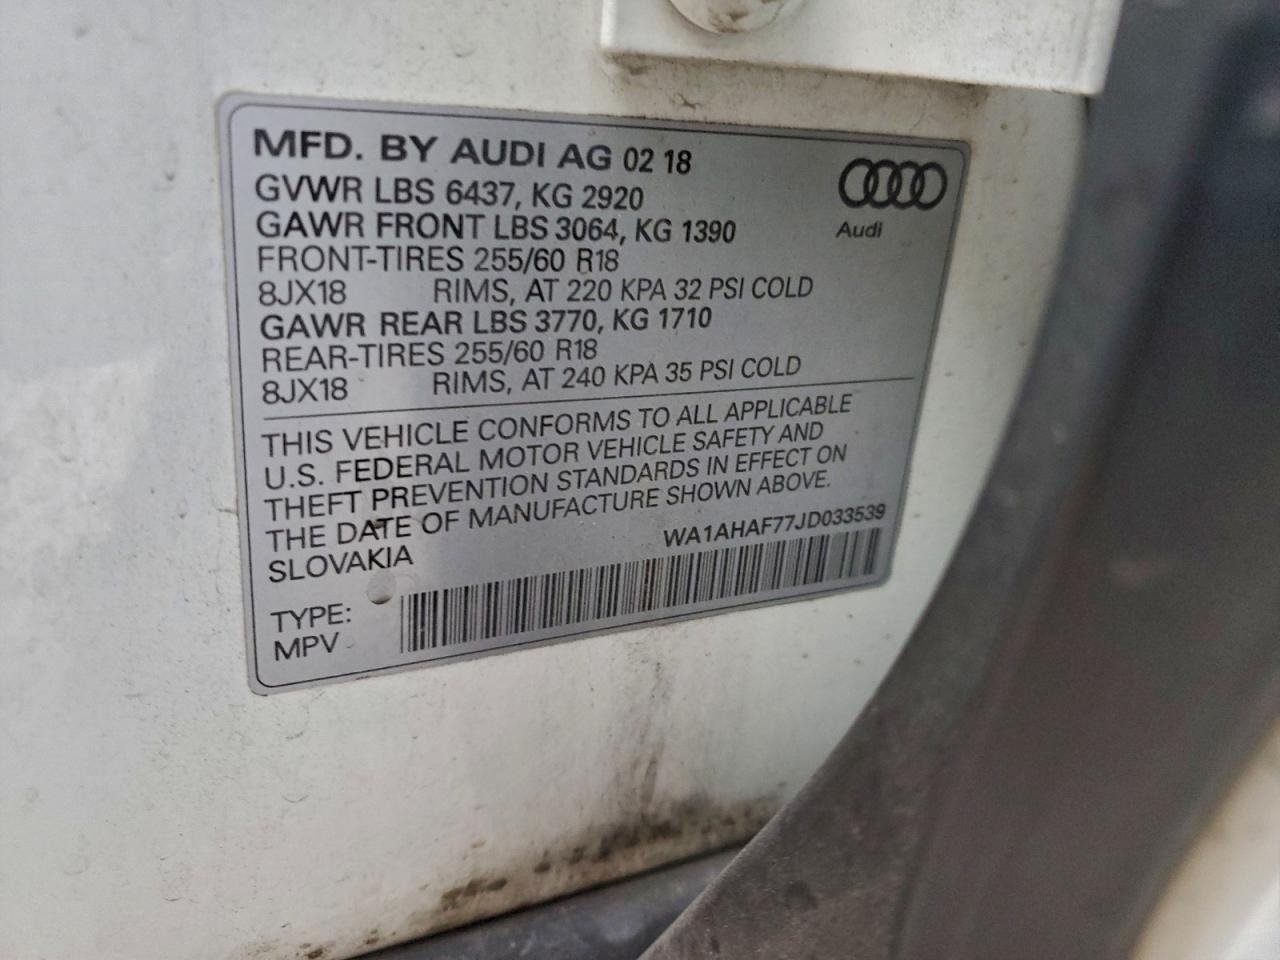 MFD. BY AUDI AG 02 18
GVWR LBS 6437, KG 2920
GAWR FRONT LBS 3064, KG 1390
FRONT-TIRES 255/60 R18
8JX18 RIMS, AT 220 KPA 32 PSI COLD
GAWR REAR LBS 3770, KG 1710
REAR-TIRES 255/60 R18
8JX18 RIMS, AT 240 KPA 35 PSI COLD
Audi
THIS VEHICLE CONFORMS TO ALL APPLICABLE
U.S. FEDERAL MOTOR VEHICLE SAFETY AND
THEFT PREVENTION STANDARDS IN EFFECT ON
THE DATE OF MANUFACTURE SHOWN ABOVE.
SLOVAKIA
WA1AHAF77JD033539
TYPE:
MPV